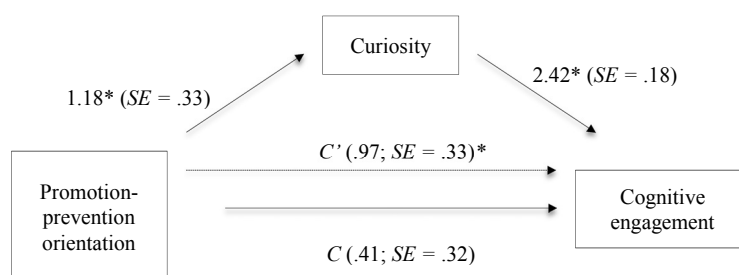 Curiosity
1.18* (SE = .33)
2.42* (SE = .18)
C’ (.97; SE = .33)*
Promotion-
prevention
orientation
Cognitive
engagement
C (.41; SE = .32)